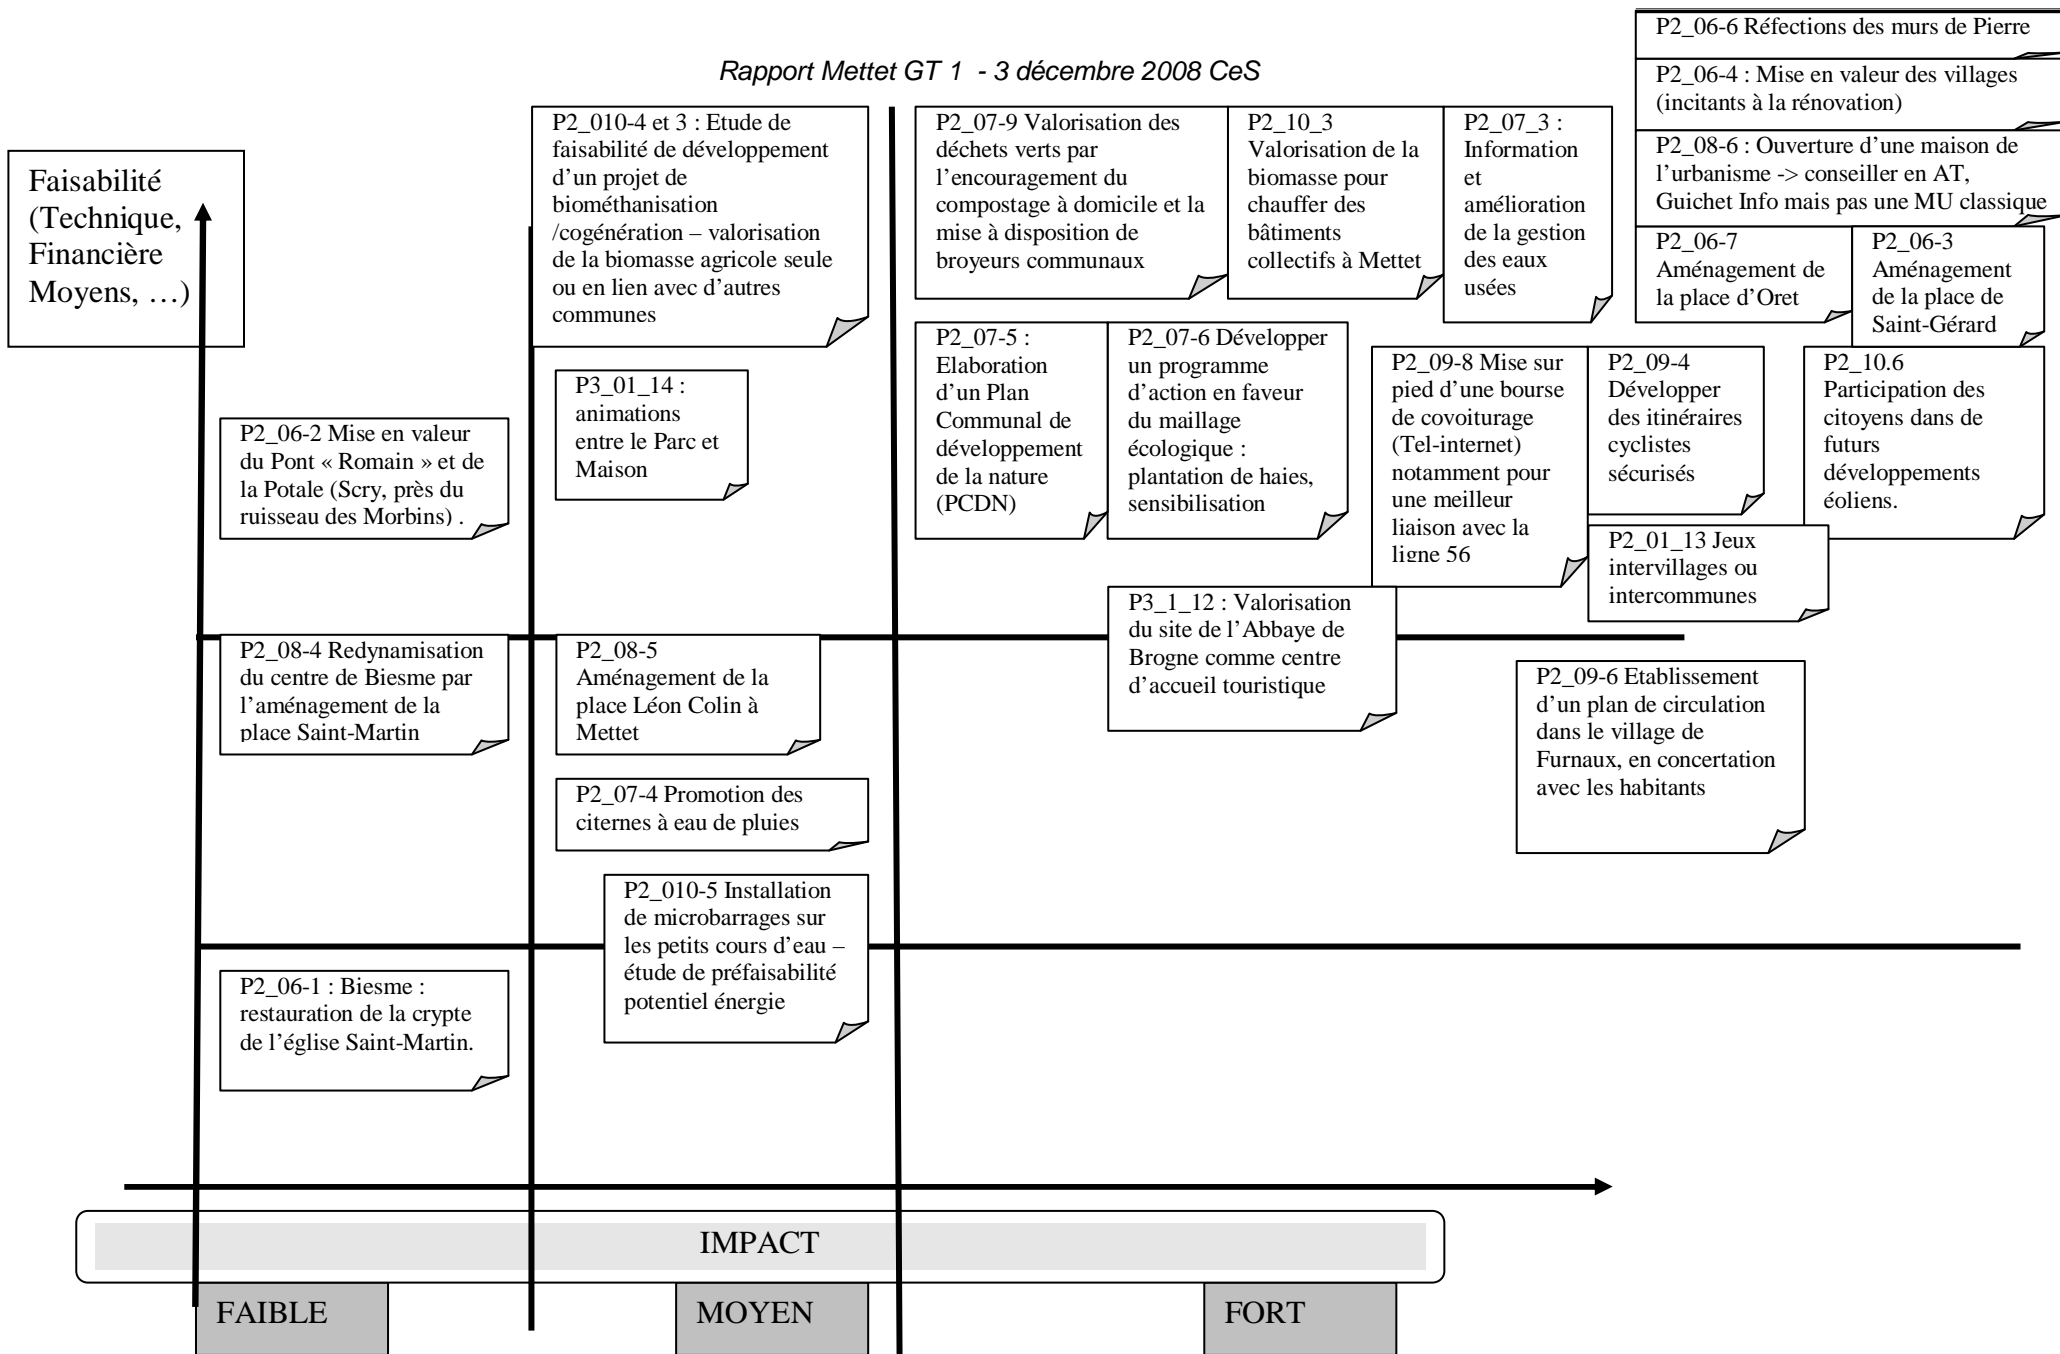 Rapport Mettet GT 1 - 3 décembre 2008 CeS
P2_06-6 Réfections des murs de Pierre
P2_06-4 : Mise en valeur des villages
(incitants à la rénovation)
P2_08-6 : Ouverture d’une maison de
l’urbanisme -> conseiller en AT,
Guichet Info mais pas une MU classique
P2_06-7
Aménagement de
la place d’Oret
P2_06-3
Aménagement
de la place de
Saint-Gérard
Faisabilité
(Technique,
Financière
Moyens, …)
P2_010-4 et 3 : Etude de
faisabilité de développement
d’un projet de
biométhanisation
/cogénération – valorisation
de la biomasse agricole seule
ou en lien avec d’autres
communes
P2_07-9 Valorisation des
déchets verts par
l’encouragement du
compostage à domicile et la
mise à disposition de
broyeurs communaux
P2_10_3
Valorisation de la
biomasse pour
chauffer des
bâtiments
collectifs à Mettet
P2_07_3 :
Information
et
amélioration
de la gestion
des eaux
usées
P3_01_14 :
animations
entre le Parc et
Maison
P2_07-5 :
Elaboration
d’un Plan
Communal de
développement
de la nature
(PCDN)
P2_07-6 Développer
un programme
d’action en faveur
du maillage
écologique :
plantation de haies,
sensibilisation
P2_09-8 Mise sur
pied d’une bourse
de covoiturage
(Tel-internet)
notamment pour
une meilleur
liaison avec la
ligne 56
P2_09-4
Développer
des itinéraires
cyclistes
sécurisés
P2_10.6
Participation des
citoyens dans de
futurs
développements
éoliens.
P2_06-2 Mise en valeur
du Pont « Romain » et de
la Potale (Scry, près du
ruisseau des Morbins) .
P2_01_13 Jeux
intervillages ou
intercommunes
P3_1_12 : Valorisation
du site de l’Abbaye de
Brogne comme centre
d’accueil touristique
P2_08-4 Redynamisation
du centre de Biesme par
l’aménagement de la
place Saint-Martin
P2_08-5
Aménagement de la
place Léon Colin à
Mettet
P2_09-6 Etablissement
d’un plan de circulation
dans le village de
Furnaux, en concertation
avec les habitants
P2_07-4 Promotion des
citernes à eau de pluies
P2_010-5 Installation
de microbarrages sur
les petits cours d’eau –
étude de préfaisabilité
potentiel énergie
P2_06-1 : Biesme :
restauration de la crypte
de l’église Saint-Martin.
IMPACT
FAIBLE
MOYEN
FORT